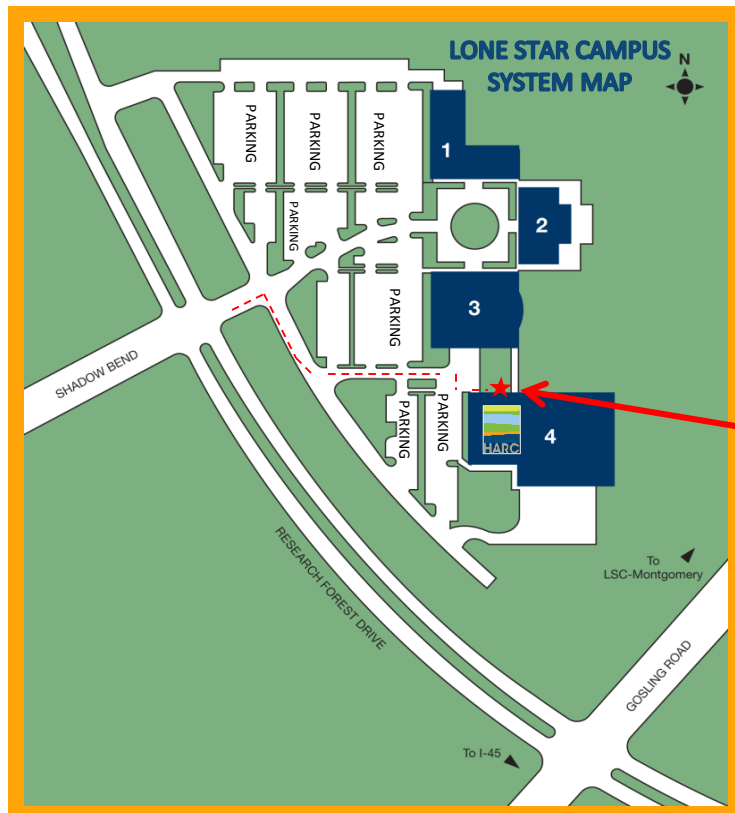 LONE STAR CAMPUS
SYSTEM MAP
N
PARKING
PARKING
PARKING
1
PARKING
2
PARKING
3
SHADOW BEND
PARKING
PARKING
4
HARC
RESEARCH FOREST DRIVE
To
LSC-Montgomery
GOSLING ROAD
To I-45